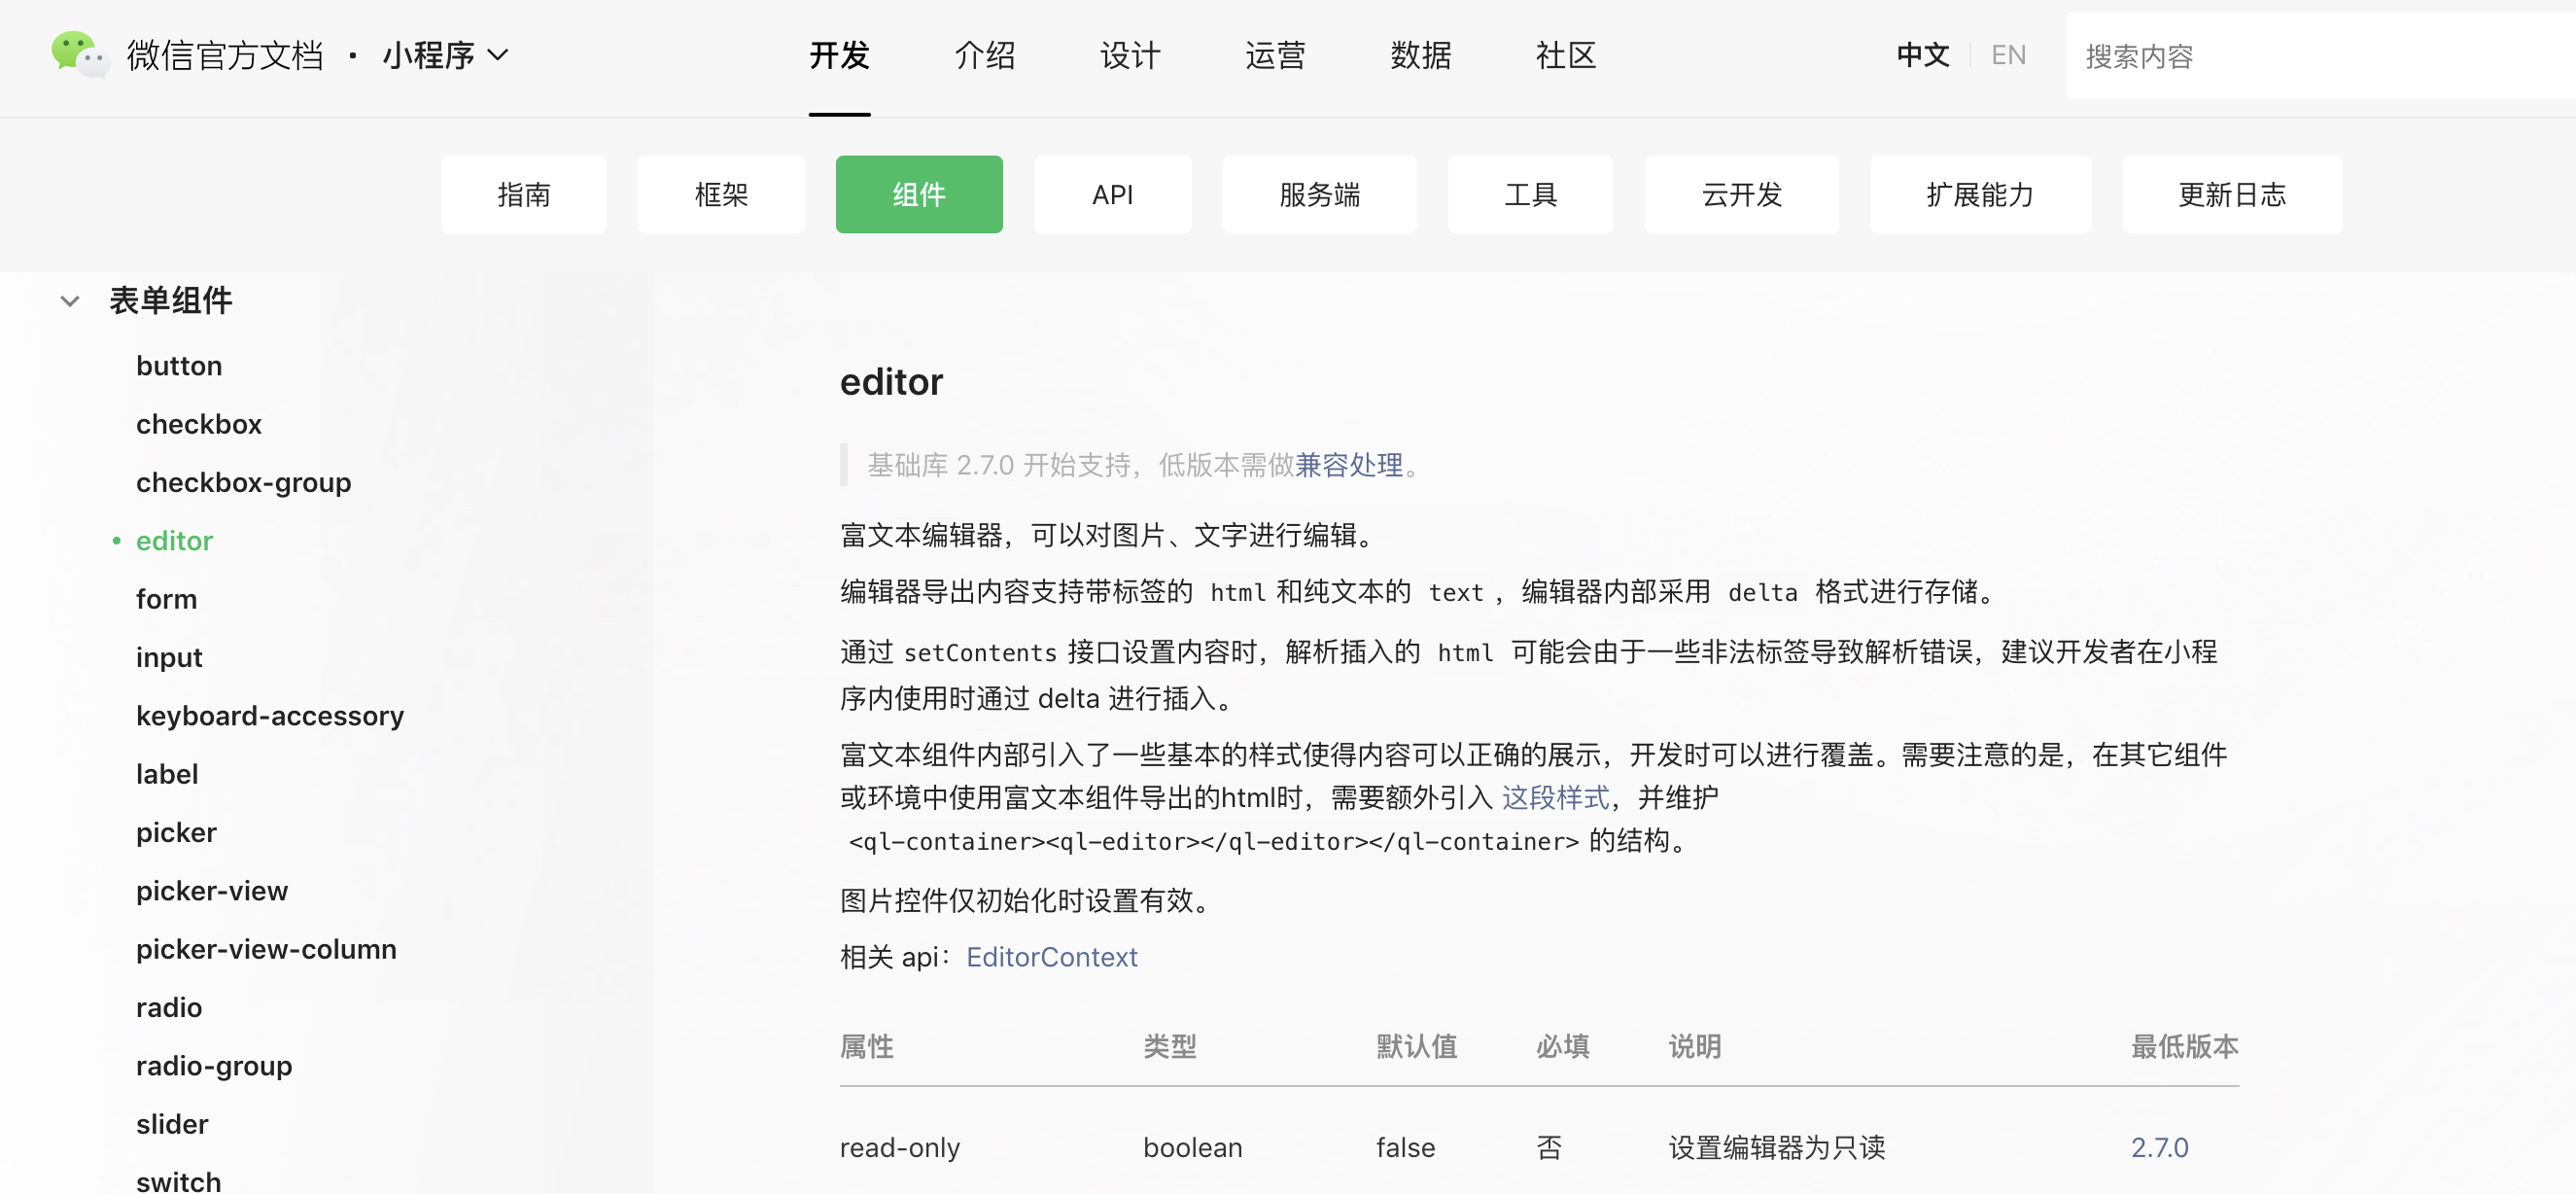 微信官方文档 · 小程序
开发 介绍 设计 运营 数据 社区
中文 EN
搜索内容
指南 框架 组件 API 服务端 工具 云开发 扩展能力 更新日志
表单组件
button
checkbox
checkbox-group
editor
form
input
keyboard-accessory
label
picker
picker-view
picker-view-column
radio
radio-group
slider
switch
editor
基础库 2.7.0 开始支持，低版本需做兼容处理。
富文本编辑器，可以对图片、文字进行编辑。
编辑器导出内容支持带标签的 html 和纯文本的 text ，编辑器内部采用 delta 格式进行存储。
通过 setContents 接口设置内容时，解析插入的 html 可能会由于一些非法标签导致解析错误，建议开发者在小程
序内使用时通过 delta 进行插入。
富文本组件内部引入了一些基本的样式使得内容可以正确的展示，开发时可以进行覆盖。需要注意的是，在其它组件
或环境中使用富文本组件导出的html时，需要额外引入 这段样式，并维护
<ql-container><ql-editor></ql-editor></ql-container> 的结构。
图片控件仅初始化时设置有效。
相关 api：EditorContext
属性 类型 默认值 必填 说明 最低版本
read-only boolean false 否 设置编辑器为只读 2.7.0